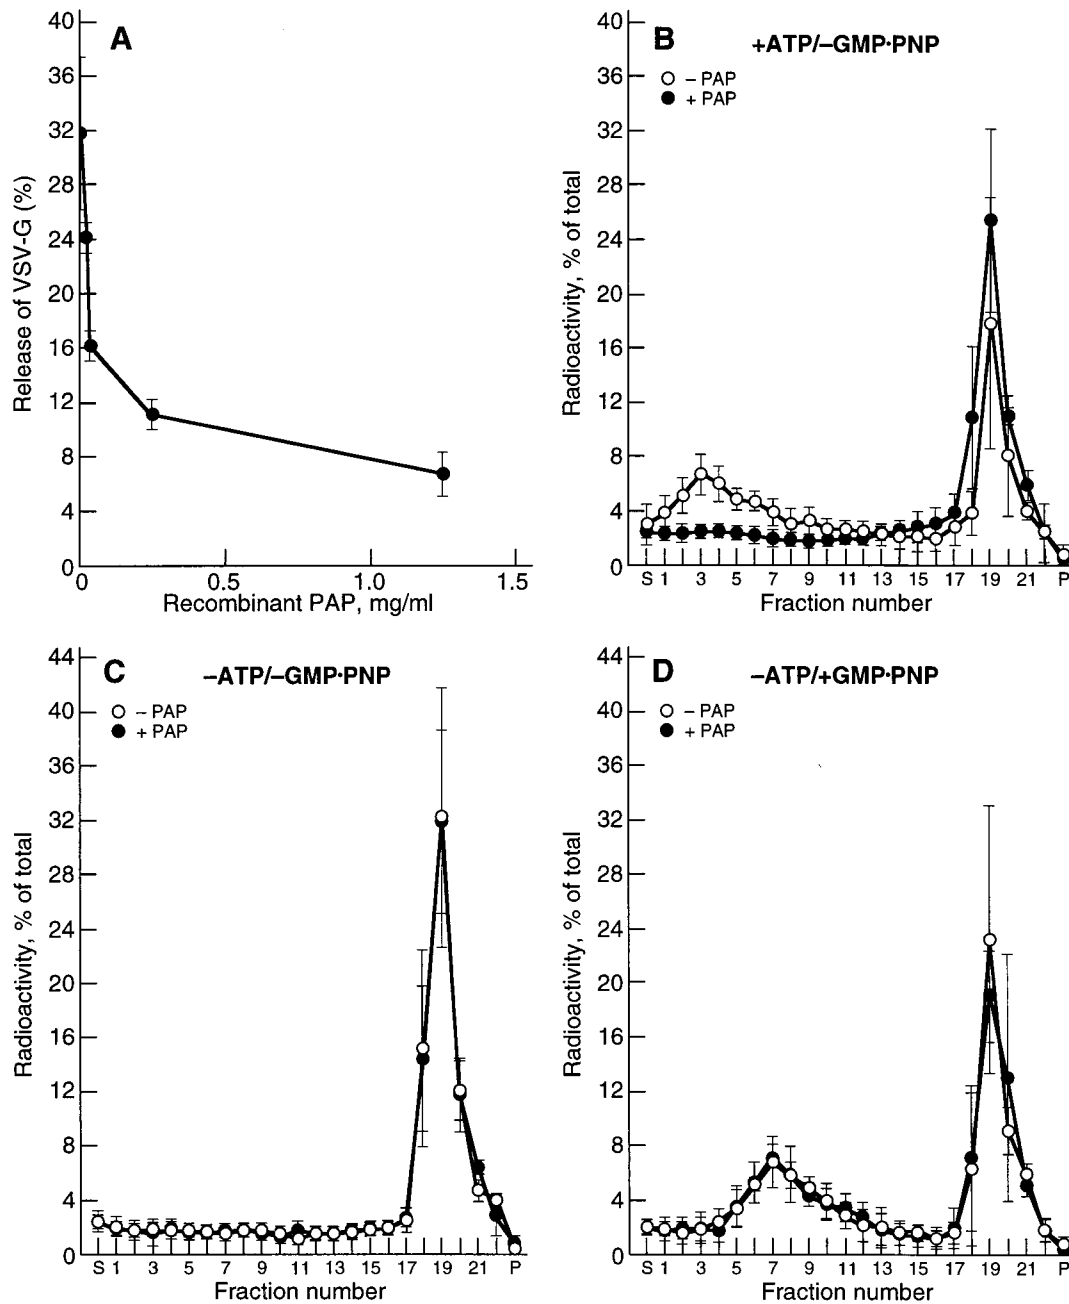 A
40
36
32
28
24
20
16
12
8
4
0
Release of VSV-G (%)
0 0.5 1.0 1.5
Recombinant PAP, mg/ml
B
+ATP/–GMP·PNP
– PAP
+ PAP
40
36
32
28
24
20
16
12
8
4
0
Radioactivity, % of total
S 1 3 5 7 9 11 13 15 17 19 21 P
Fraction number
C
–ATP/–GMP·PNP
– PAP
+ PAP
44
40
36
32
28
24
20
16
12
8
4
0
Radioactivity, % of total
S 1 3 5 7 9 11 13 15 17 19 21 P
Fraction number
D
–ATP/+GMP·PNP
– PAP
+ PAP
44
40
36
32
28
24
20
16
12
8
4
0
Radioactivity, % of total
S 1 3 5 7 9 11 13 15 17 19 21 P
Fraction number